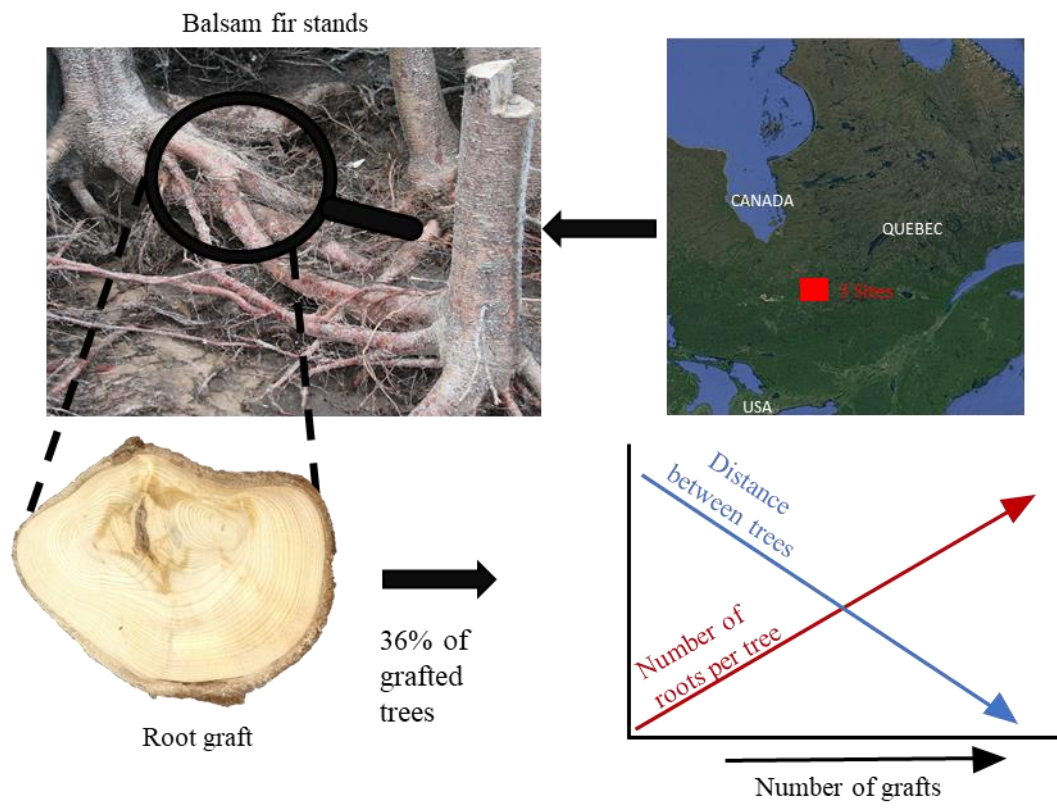 Balsam fir stands
CANADA
QUEBEC
3 Sites
USA
Root graft
36% of
grafted
trees
Distance
between trees
Number of
roots per tree
Number of grafts